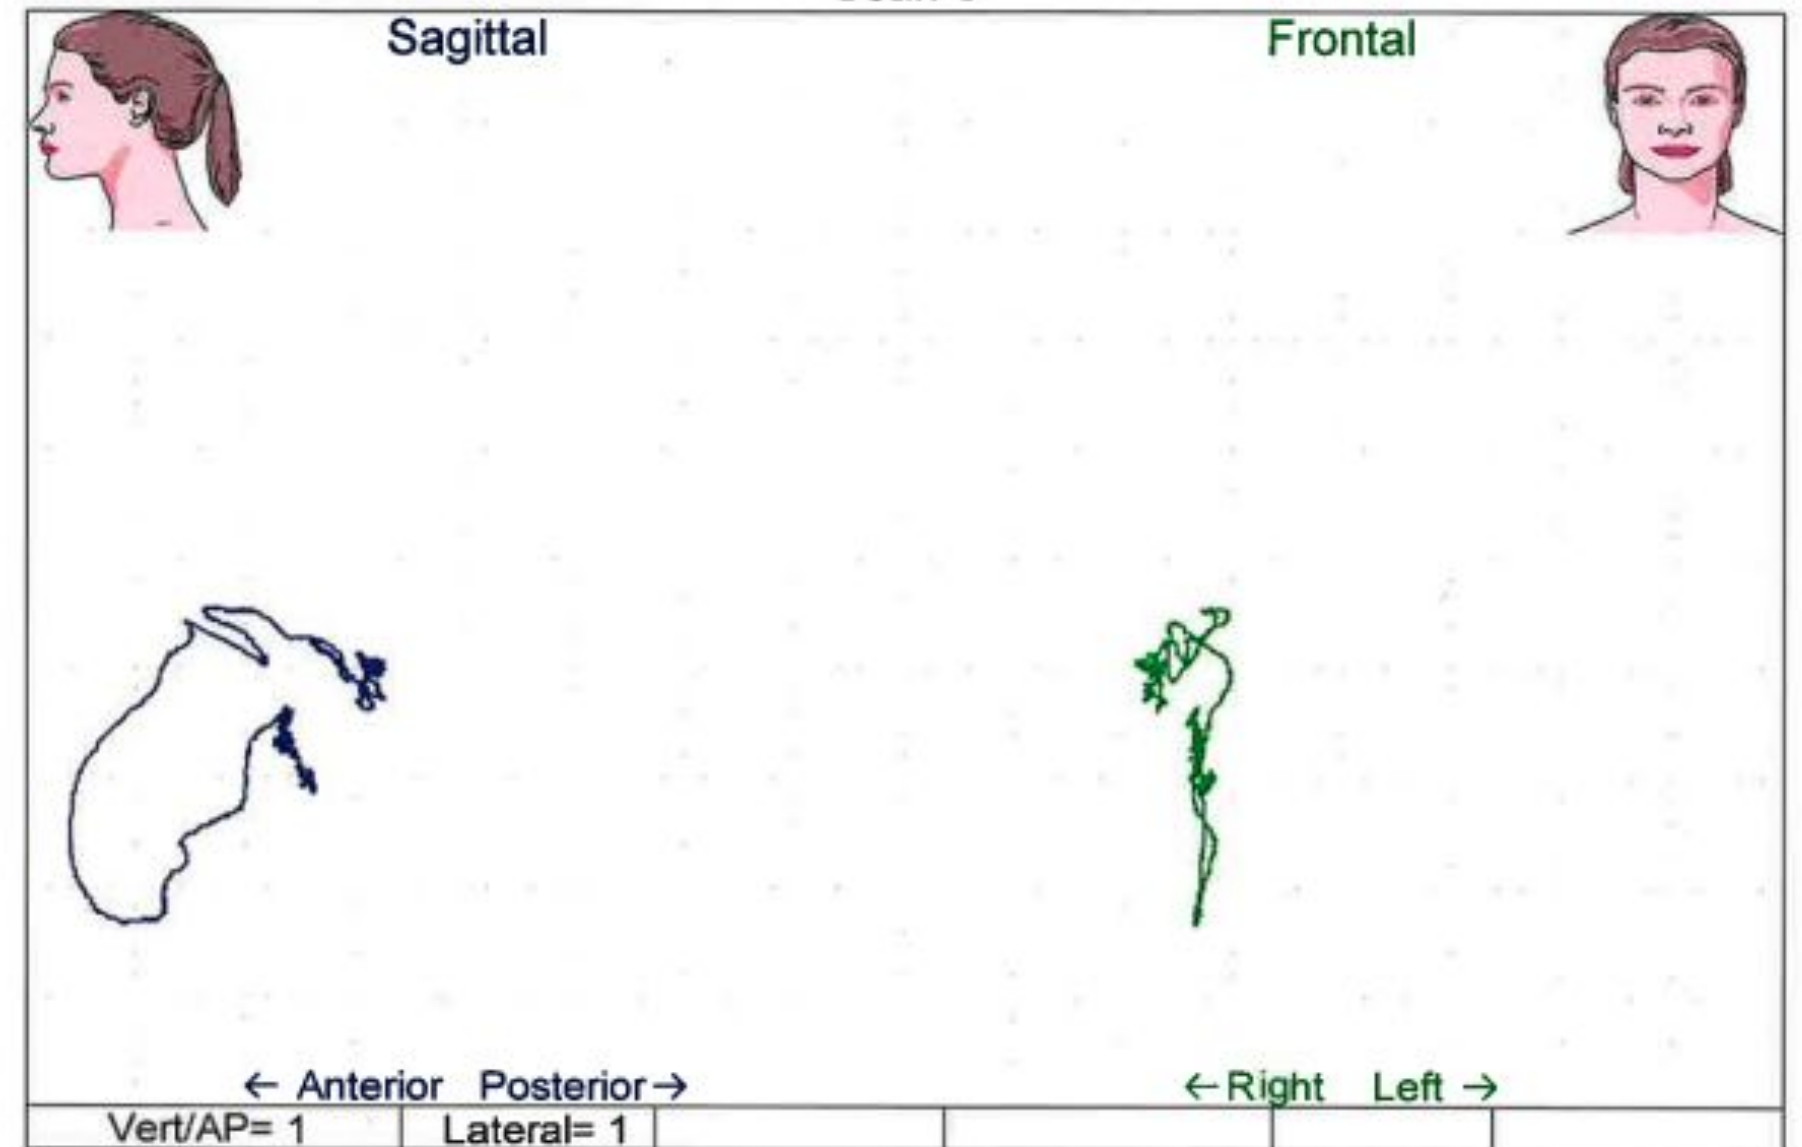 Sagittal
Frontal
← Anterior Posterior →
← Right Left →
Vert/AP= 1
Lateral= 1